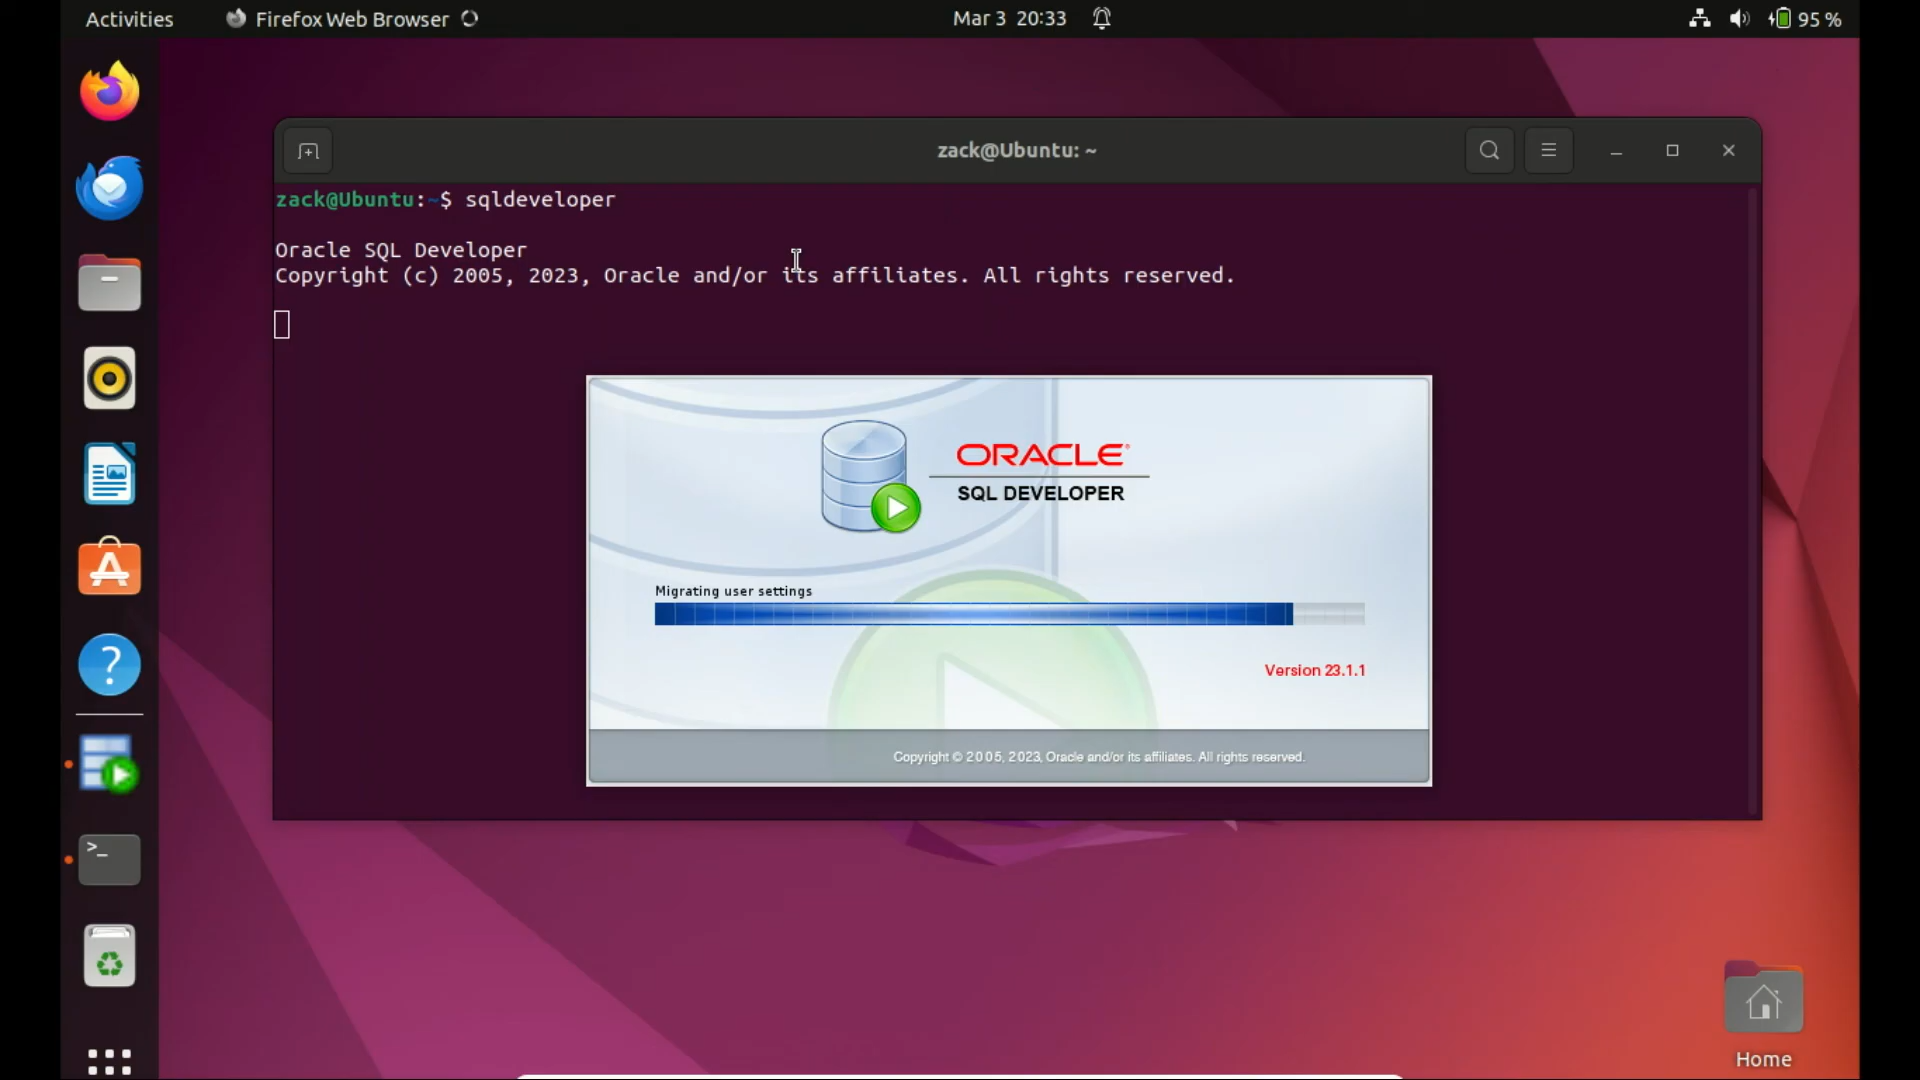 Activities
Firefox Web Browser
Mar 3 20:33
95 %
zack@Ubuntu: ~
zack@Ubuntu:~$ sqldeveloper
Oracle SQL Developer
Copyright (c) 2005, 2023, Oracle and/or its affiliates. All rights reserved.
ORACLE®
SQL DEVELOPER
Migrating user settings
Version 23.1.1
Copyright © 2005, 2023, Oracle and/or its affiliates. All rights reserved.
>_
Home